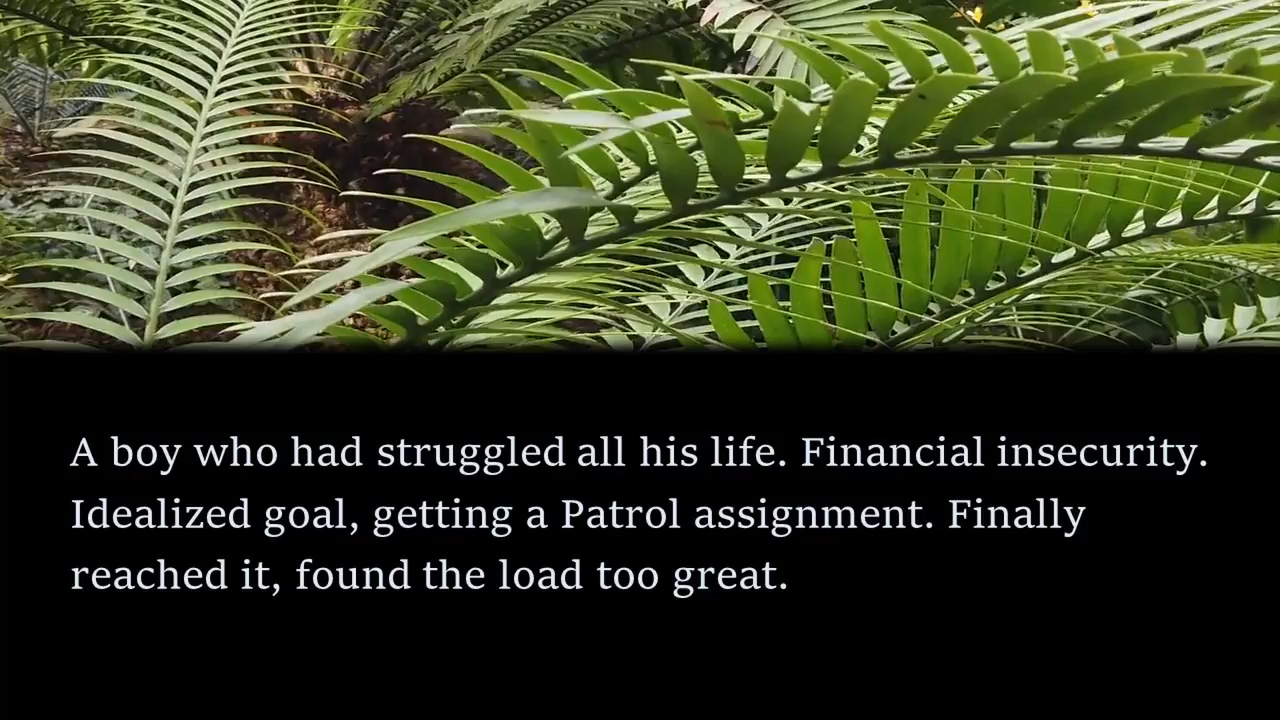 A boy who had struggled all his life. Financial insecurity.
Idealized goal, getting a Patrol assignment. Finally
reached it, found the load too great.